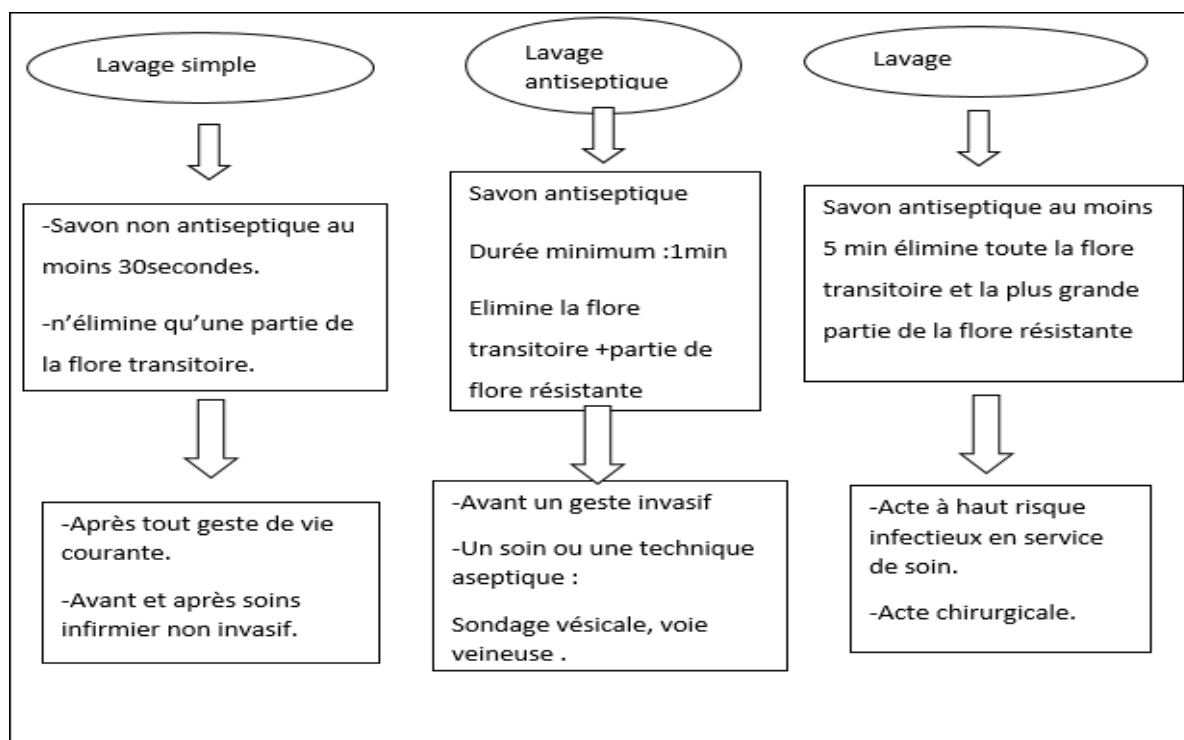 Lavage simple
-Savon non antiseptique au
moins 30secondes.
-n’élimine qu’une partie de
la flore transitoire.
-Après tout geste de vie
courante.
-Avant et après soins
infirmier non invasif.
Lavage
antiseptique
Savon antiseptique
Durée minimum :1min
Elimine la flore
transitoire +partie de
flore résistante
-Avant un geste invasif
-Un soin ou une technique
aseptique :
Sondage vésicale, voie
veineuse .
Lavage
Savon antiseptique au moins
5 min élimine toute la flore
transitoire et la plus grande
partie de la flore résistante
-Acte à haut risque
infectieux en service
de soin.
-Acte chirurgicale.